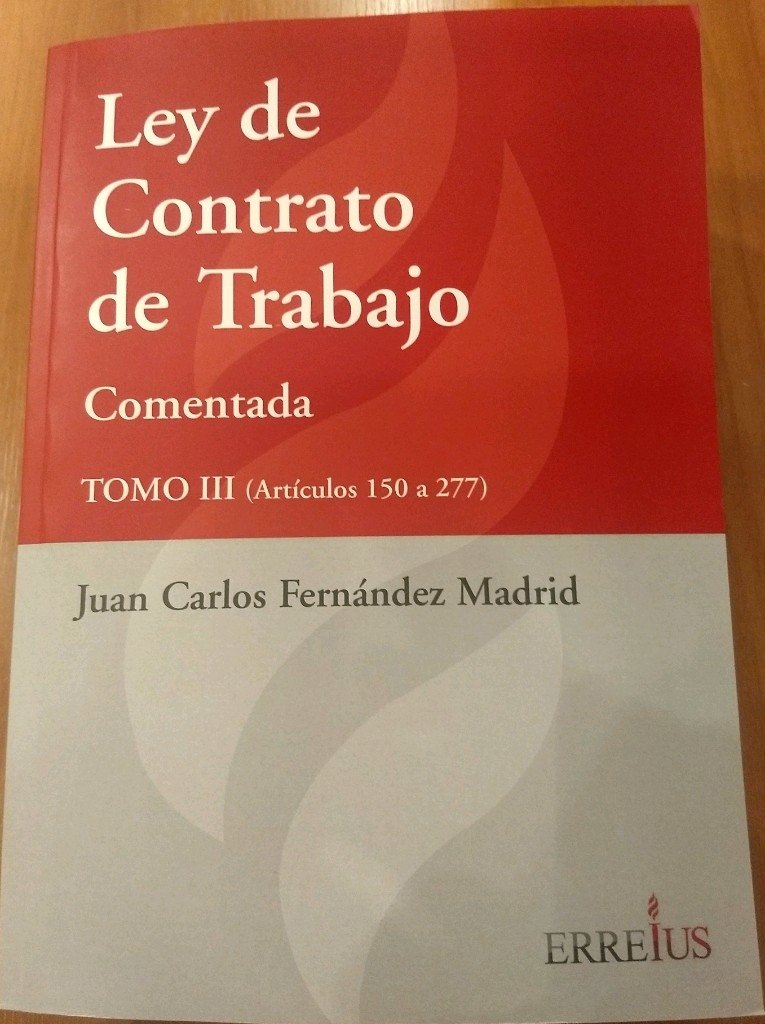 Ley de
Contrato
de Trabajo
Comentada
TOMO III (Artículos 150 a 277)
Juan Carlos Fernández Madrid
ERREIUS